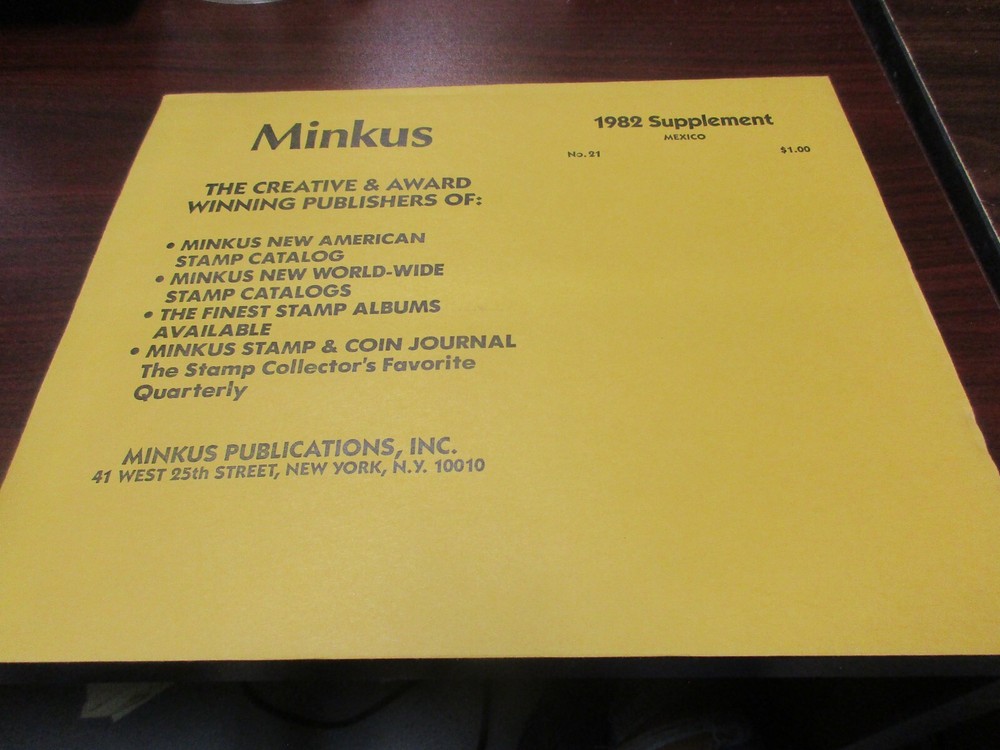 Minkus
THE CREATIVE & AWARD
WINNING PUBLISHERS OF:
• MINKUS NEW AMERICAN
STAMP CATALOG
• MINKUS NEW WORLD-WIDE
STAMP CATALOGS
• THE FINEST STAMP ALBUMS
AVAILABLE
• MINKUS STAMP & COIN JOURNAL
The Stamp Collector's Favorite
Quarterly
MINKUS PUBLICATIONS, INC.
41 WEST 25th STREET, NEW YORK, N.Y. 10010
1982 Supplement
MEXICO
No. 21 $1.00